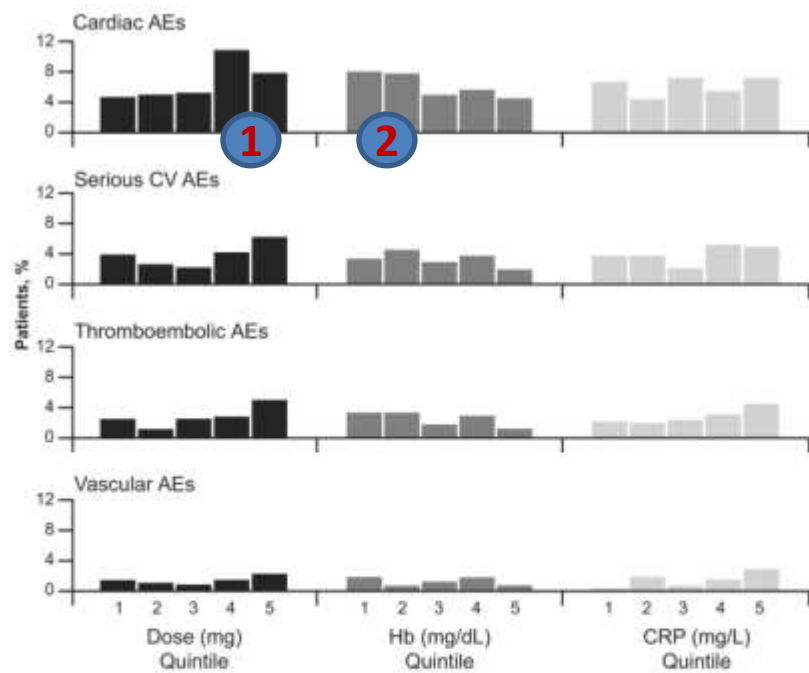 Cardiac AEs
12
8
4
0
1 2
Serious CV AEs
12
8
4
0
Patients, %
Thromboembolic AEs
12
8
4
0
Vascular AEs
12
8
4
0
1 2 3 4 5 1 2 3 4 5 1 2 3 4 5
Dose (mg) Hb (mg/dL) CRP (mg/L)
Quintile Quintile Quintile